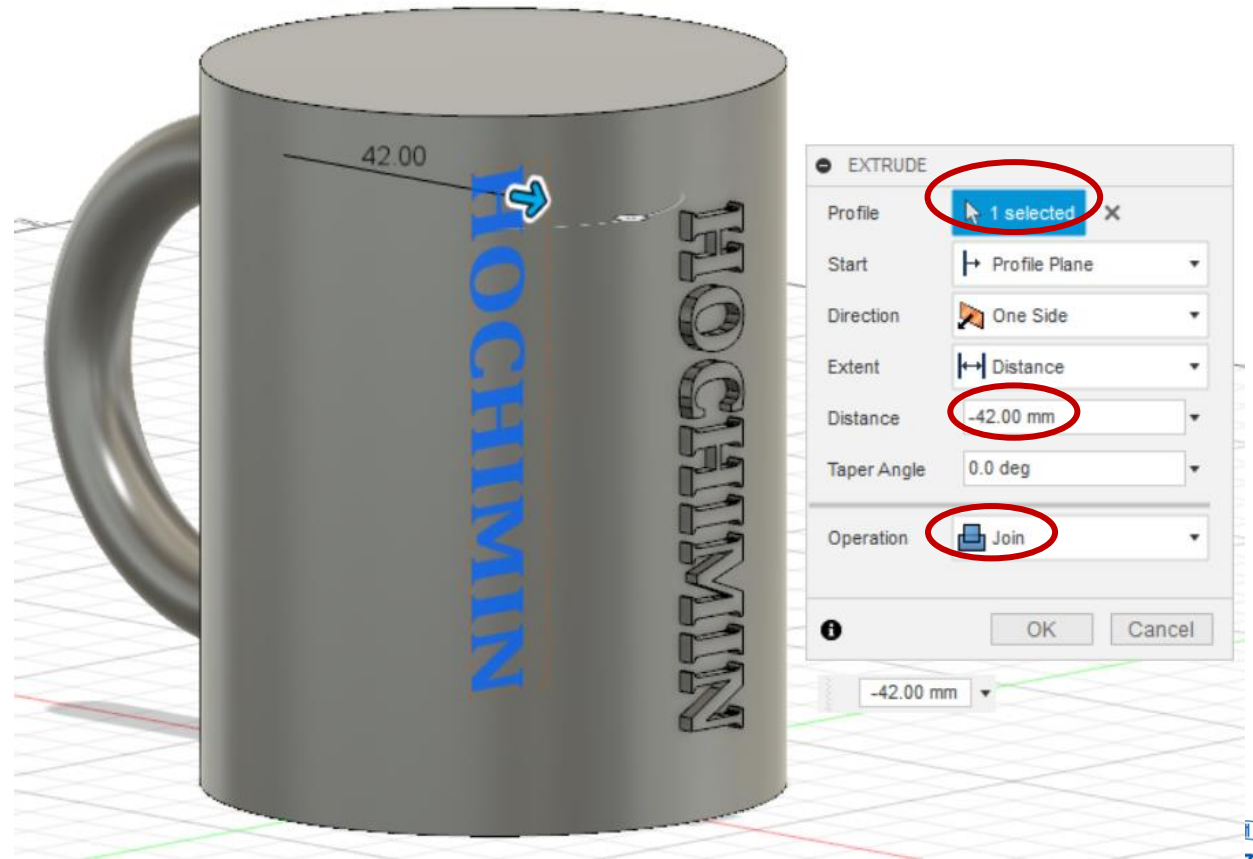 42.00
HOCHIMIN
HOCHIMIN
EXTRUDE
Profile 1 selected
Start Profile Plane
Direction One Side
Extent Distance
Distance -42.00 mm
Taper Angle 0.0 deg
Operation Join
OK Cancel
-42.00 mm